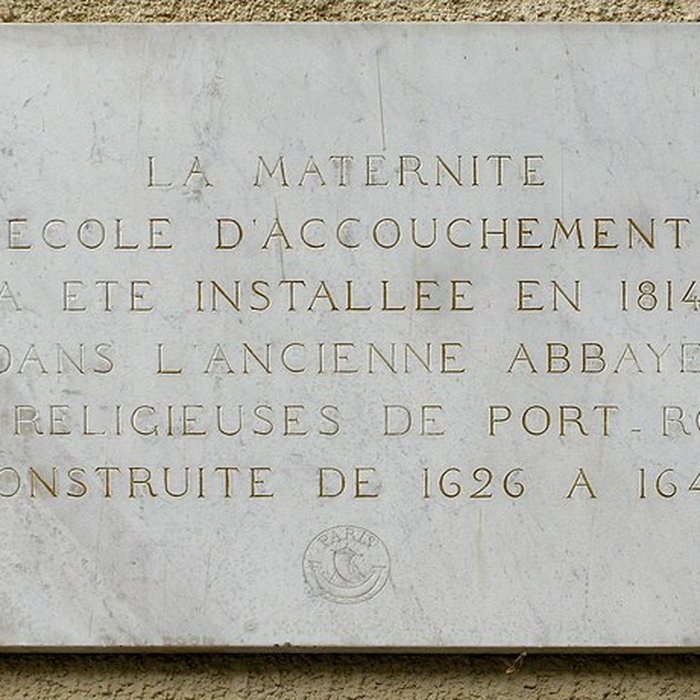 LA MATERNITE
ECOLE D'ACCOUCHEMENT
A ETE INSTALLEE EN 1814
DANS L'ANCIENNE ABBAYE
RELIGIEUSES DE PORT-RO
ONSTRUITE DE 1626 A 164
PARIS